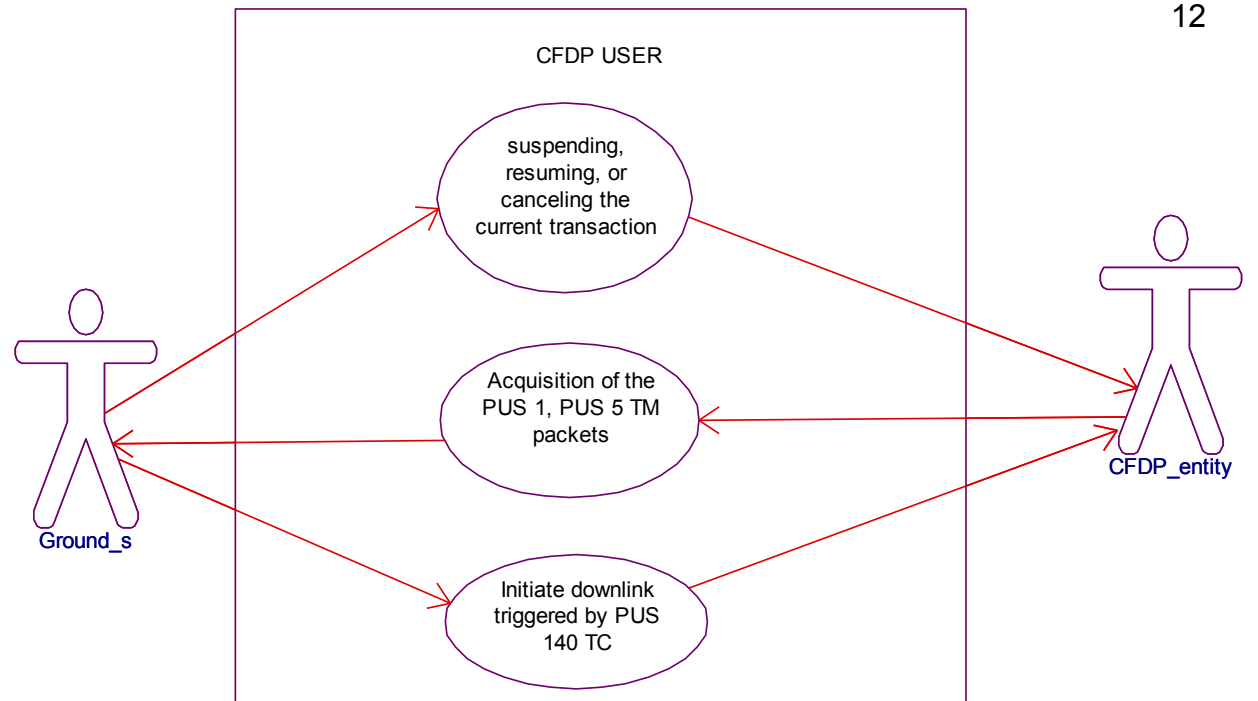 12
CFDP USER
suspending,
resuming, or
canceling the
current transaction
Acquisition of the
PUS 1, PUS 5 TM
packets
CFDP_entity
Ground_s
Initiate downlink
triggered by PUS
140 TC